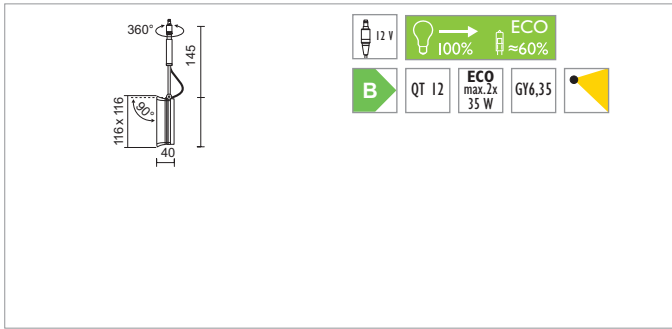 360°
145
90°
116 x 116
40
12 V
100%
ECO
≈60%
B
QT 12
ECO
max.2x
35 W
GY6,35